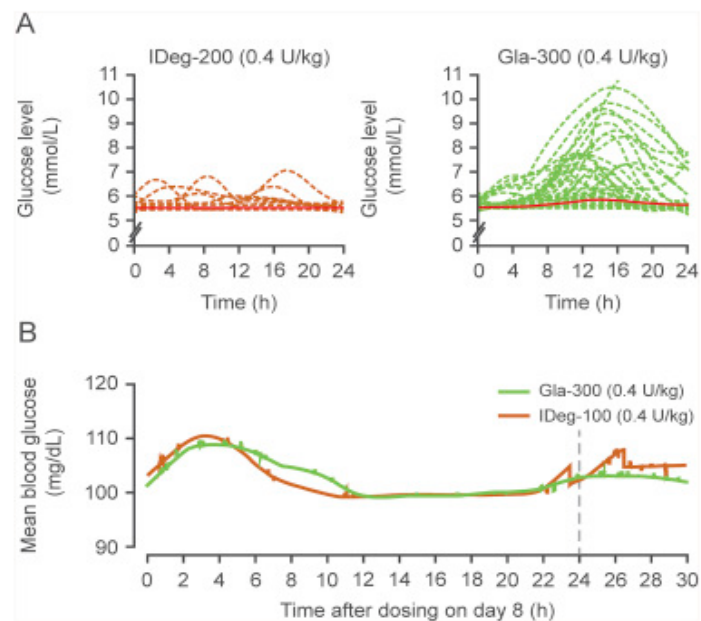 A
IDeg-200 (0.4 U/kg)
Glucose level
(mmol/L)
11
10
9
8
7
6
5
0
0 4 8 12 16 20 24
Time (h)
Gla-300 (0.4 U/kg)
Glucose level
(mmol/L)
11
10
9
8
7
6
5
0
0 4 8 12 16 20 24
Time (h)
B
Mean blood glucose
(mg/dL)
120
110
100
90
Gla-300 (0.4 U/kg)
IDeg-100 (0.4 U/kg)
0 2 4 6 8 10 12 14 16 18 20 22 24 26 28 30
Time after dosing on day 8 (h)